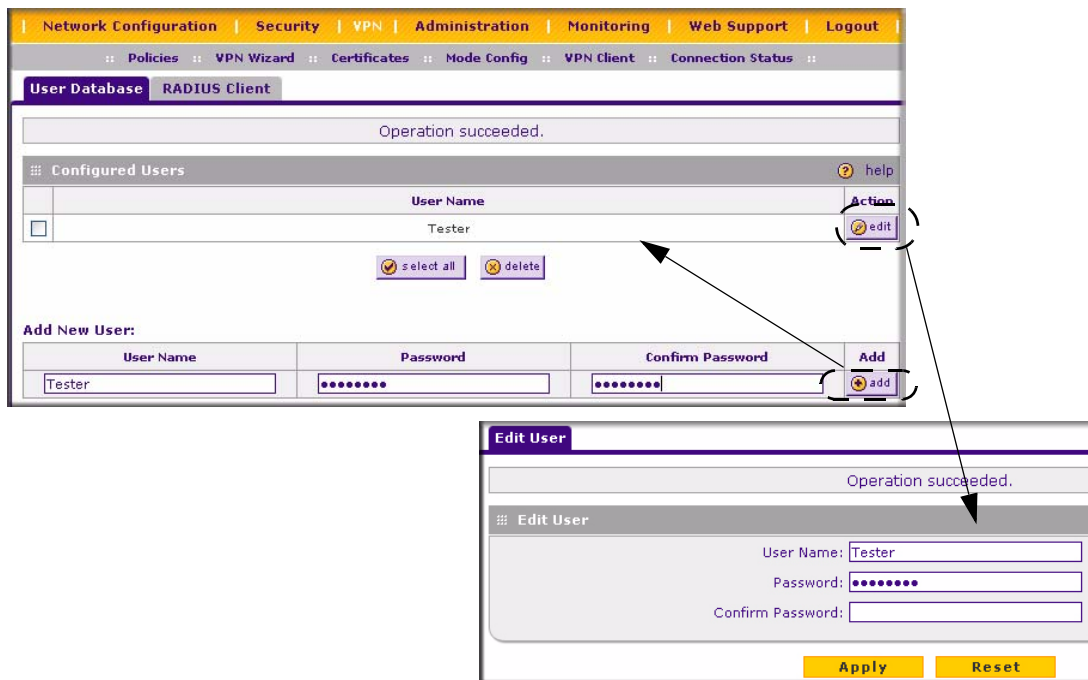 Network Configuration | Security | VPN | Administration | Monitoring | Web Support | Logout
:: Policies :: VPN Wizard :: Certificates :: Mode Config :: VPN Client :: Connection Status ::
User Database RADIUS Client
Operation succeeded.
Configured Users help
User Name Action
Tester edit
select all delete
Add New User:
User Name Password Confirm Password Add
Tester •••••••• •••••••• add
Edit User
Operation succeeded.
Edit User
User Name: Tester
Password: ••••••••
Confirm Password:
Apply Reset